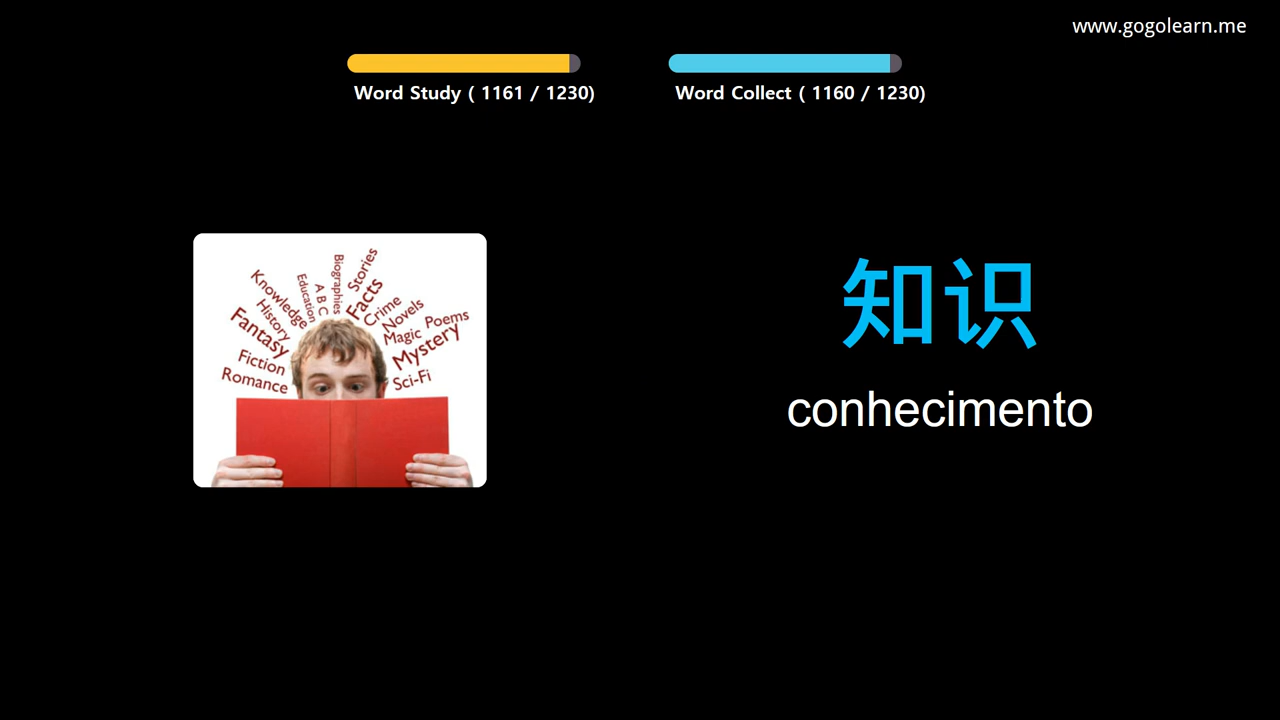 www.gogolearn.me
Word Study ( 1161 / 1230)
Word Collect ( 1160 / 1230)
Knowledge
History
Fantasy
Fiction
Romance
Education
A B C
Biographies
Stories
Facts
Crime
Novels
Magic
Poems
Mystery
Sci-Fi
知识
conhecimento